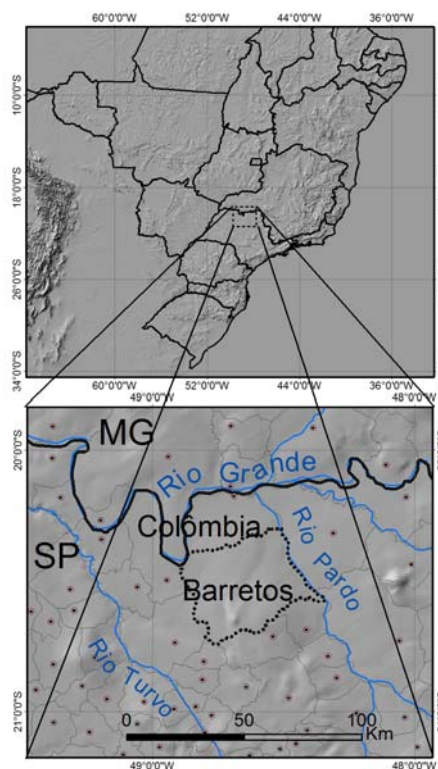 10°0'0"S
18°0'0"S
26°0'0"S
34°0'0"S
60°0'0"W
52°0'0"W
44°0'0"W
36°0'0"W
49°0'0"W
48°0'0"W
20°0'0"S
MG
Rio Grande
Colômbia
SP
Rio Pardo
Barretos
Rio Turvo
21°0'0"S
0
50
100
Km
60°0'0"W
52°0'0"W
44°0'0"W
36°0'0"W
49°0'0"W
48°0'0"W